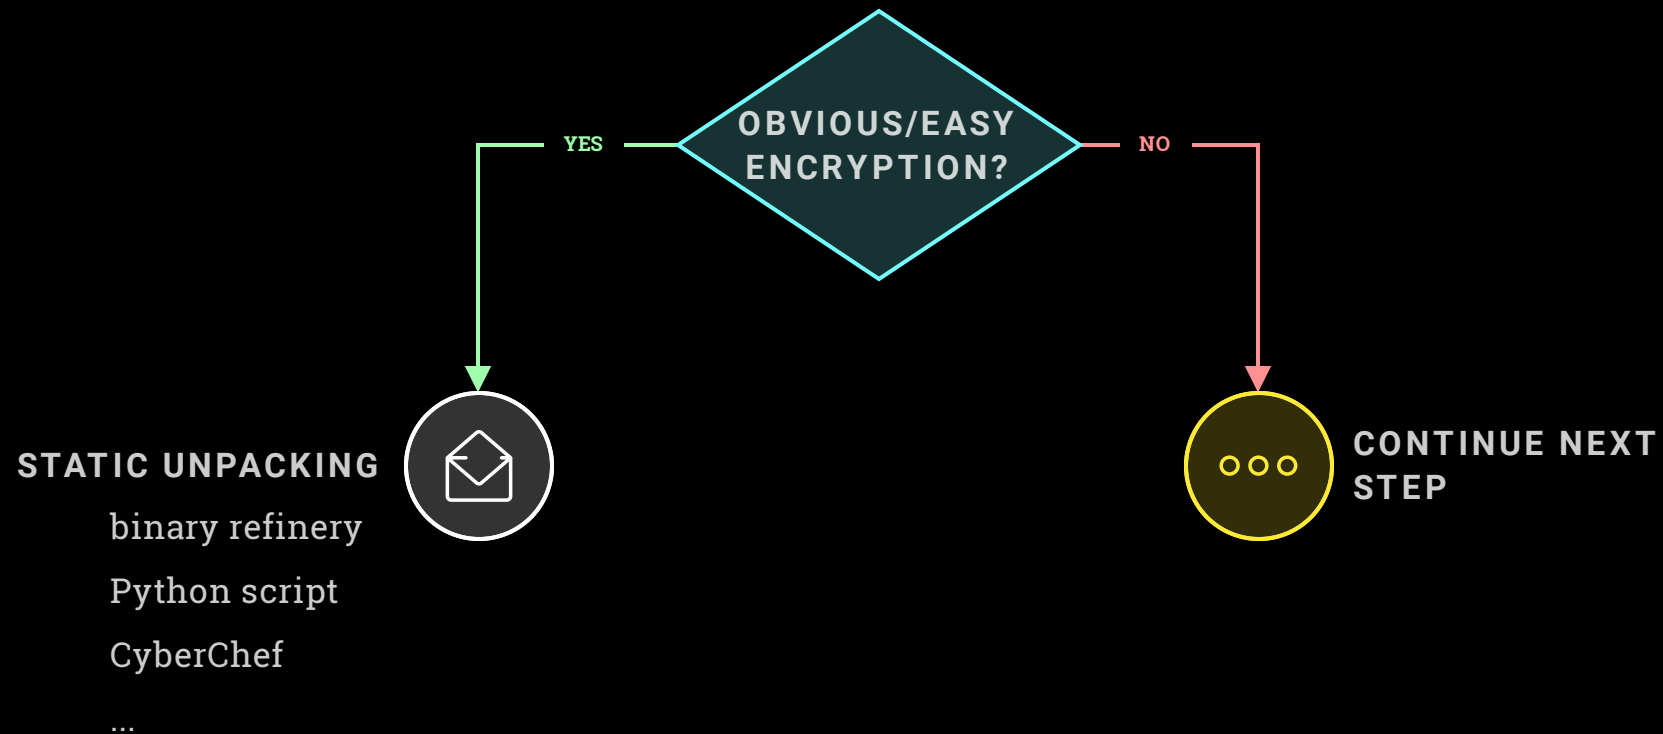 OBVIOUS/EASY
ENCRYPTION?
YES
NO
STATIC UNPACKING
binary refinery
Python script
CyberChef
...
CONTINUE NEXT
STEP